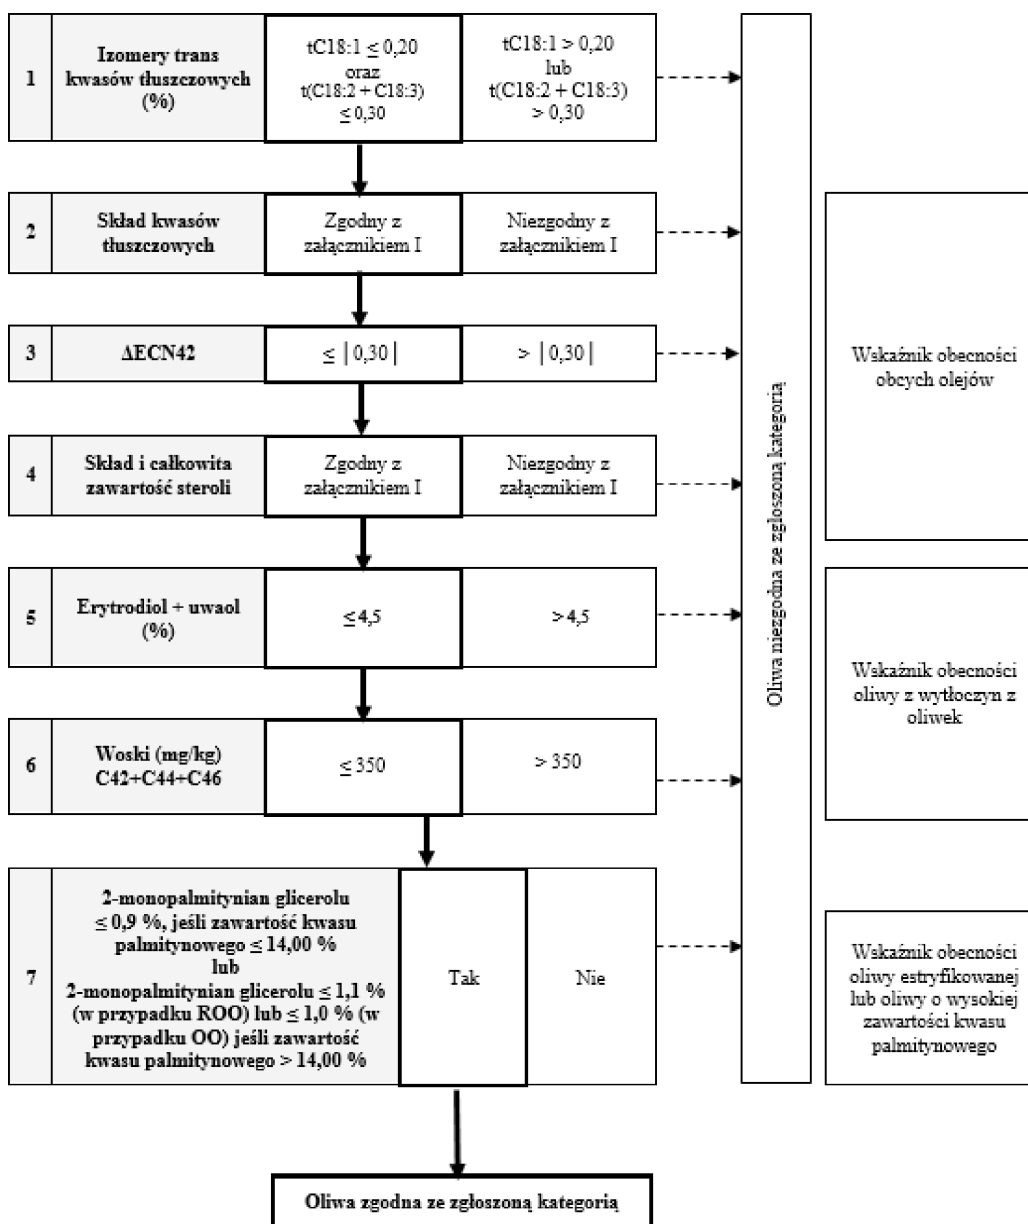 1
Izomery trans
kwasów tłuszczowych
(%)
tC18:1 ≤ 0,20
oraz
t(C18:2 + C18:3)
≤ 0,30
tC18:1 > 0,20
lub
t(C18:2 + C18:3)
> 0,30
2
Skład kwasów
tłuszczowych
Zgodny z
załącznikiem I
Niezgodny z
załącznikiem I
3
ΔECN42
≤ |0,30|
> |0,30|
4
Skład i całkowita
zawartość steroli
Zgodny z
załącznikiem I
Niezgodny z
załącznikiem I
5
Erytrodiol + uwaol
(%)
≤4,5
>4,5
6
Woski (mg/kg)
C42+C44+C46
≤ 350
> 350
7
2-monopalmitynian glicerolu
≤ 0,9 %, jeśli zawartość kwasu
palmitynowego ≤ 14,00 %
lub
2-monopalmitynian glicerolu ≤ 1,1 %
(w przypadku ROO) lub ≤ 1,0 % (w
przypadku OO) jeśli zawartość
kwasu palmitynowego > 14,00 %
Tak
Nie
Oliwa niezgodna ze zgłoszoną kategorią
Wskaźnik obecności
obcych olejów
Wskaźnik obecności
oliwy z wytłoczyn z
oliwek
Wskaźnik obecności
oliwy estryfikowanej
lub oliwy o wysokiej
zawartości kwasu
palmitynowego
Oliwa zgodna ze zgłoszoną kategorią